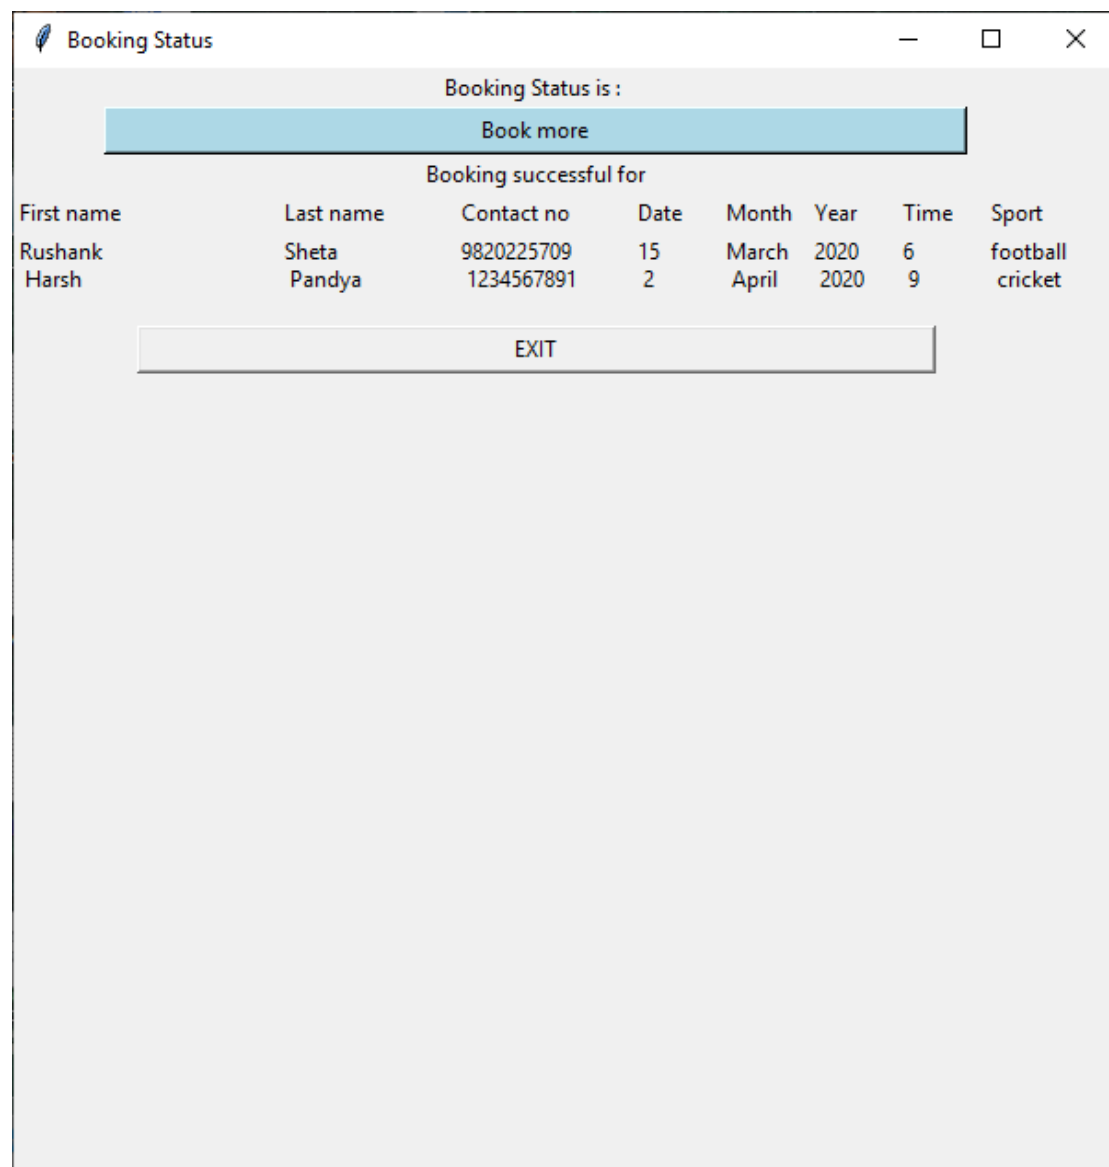 Booking Status
Booking Status is :
Book more
Booking successful for
First name Last name Contact no Date Month Year Time Sport
Rushank Sheta 9820225709 15 March 2020 6 football
Harsh Pandya 1234567891 2 April 2020 9 cricket
EXIT